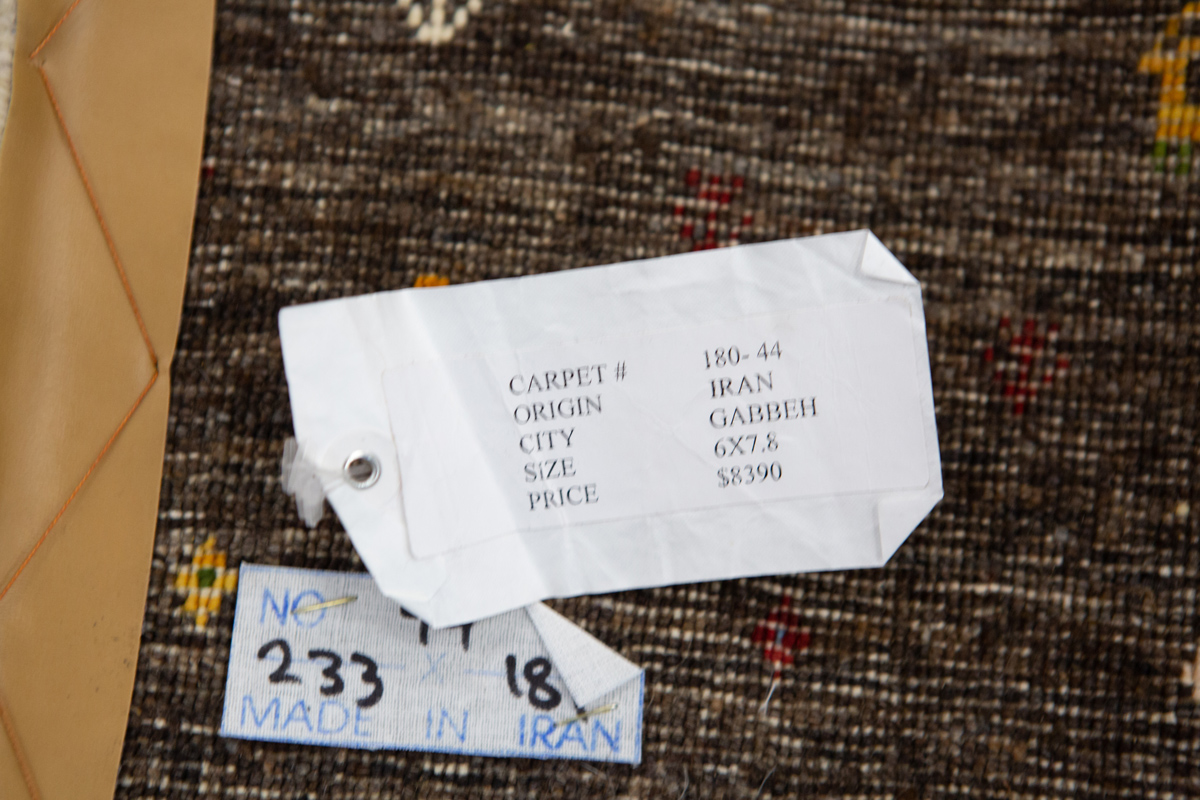 CARPET # 180- 44
ORIGIN IRAN
CITY GABBEH
SIZE 6X7.8
PRICE $8390
NO
233 X 18
MADE IN IRAN